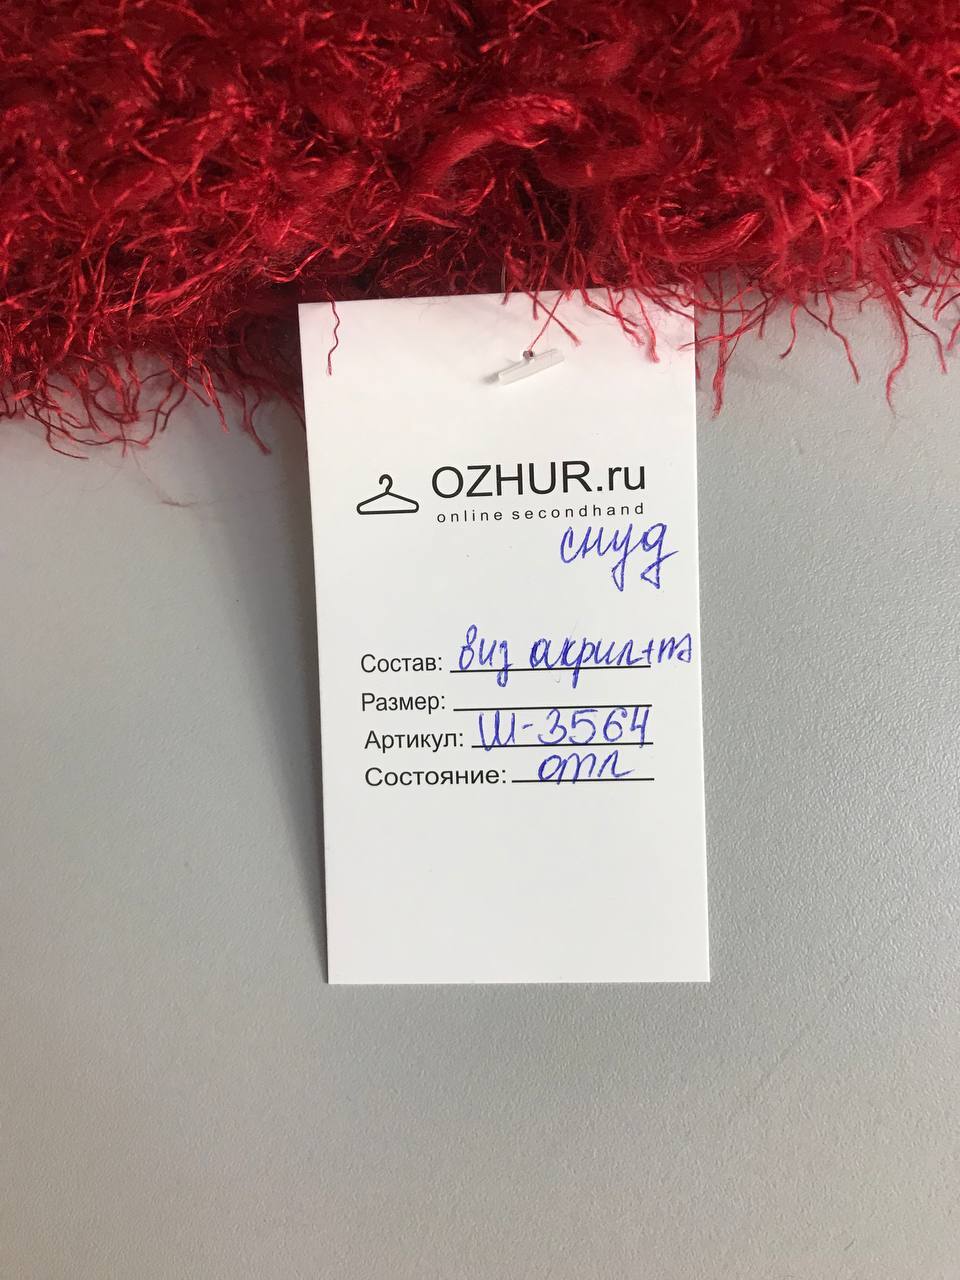 OZHUR.ru
online secondhand
снуд
Состав: виз акрил+па
Размер:
Артикул: Ш-3564
Состояние: отл